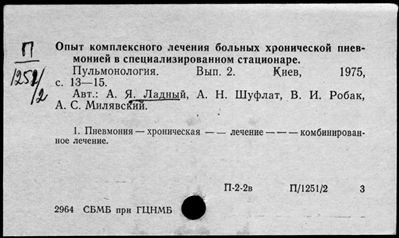 П
1251/2
Опыт комплексного лечения больных хронической пнев-
монией в специализированном стационаре.
Пульмонология. Вып. 2. Киев, 1975,
с. 13—15.
Авт.: А. Я. Ладный, А. Н. Шуфлат, В. И. Робак,
А. С. Милявский.
1. Пневмония — хроническая — — лечение — — — комбинирован-
ное лечение.
П-2-2в П/1251/2 3
2964 СБМБ при ГЦНМБ